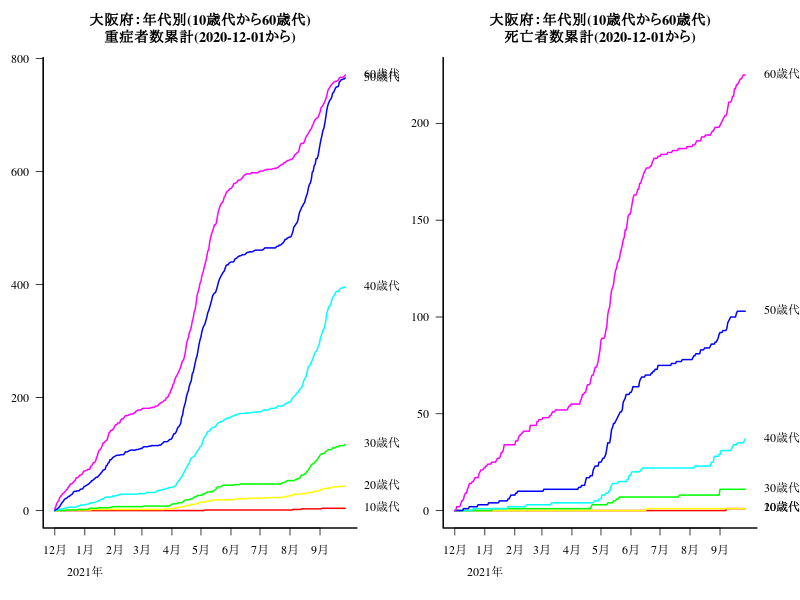 大阪府：年代別(10歳代から60歳代)
重症者数累計(2020-12-01から)
800
600
400
200
0
60歳代
50歳代
40歳代
30歳代
20歳代
10歳代
12月 1月 2月 3月 4月 5月 6月 7月 8月 9月
2021年
大阪府：年代別(10歳代から60歳代)
死亡者数累計(2020-12-01から)
200
150
100
50
0
60歳代
50歳代
40歳代
30歳代
20歳代
10歳代
12月 1月 2月 3月 4月 5月 6月 7月 8月 9月
2021年